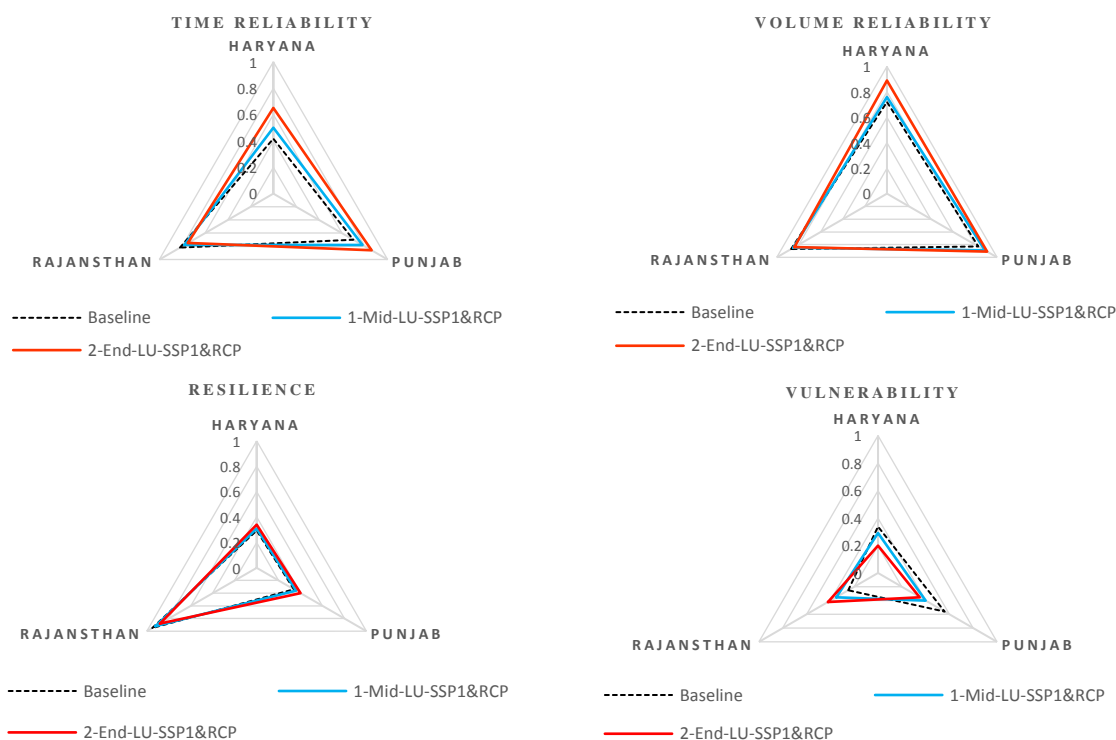 TIME RELIABILITY
HARYANA
1
0.8
0.6
0.4
0.2
0
RAJANSTHAN
PUNJAB
Baseline
1-Mid-LU-SSP1&RCP
2-End-LU-SSP1&RCP
VOLUME RELIABILITY
HARYANA
1
0.8
0.6
0.4
0.2
0
RAJANSTHAN
PUNJAB
Baseline
1-Mid-LU-SSP1&RCP
2-End-LU-SSP1&RCP
RESILIENCE
HARYANA
1
0.8
0.6
0.4
0.2
0
RAJANSTHAN
PUNJAB
Baseline
1-Mid-LU-SSP1&RCP
2-End-LU-SSP1&RCP
VULNERABILITY
HARYANA
1
0.8
0.6
0.4
0.2
0
RAJANSTHAN
PUNJAB
Baseline
1-Mid-LU-SSP1&RCP
2-End-LU-SSP1&RCP